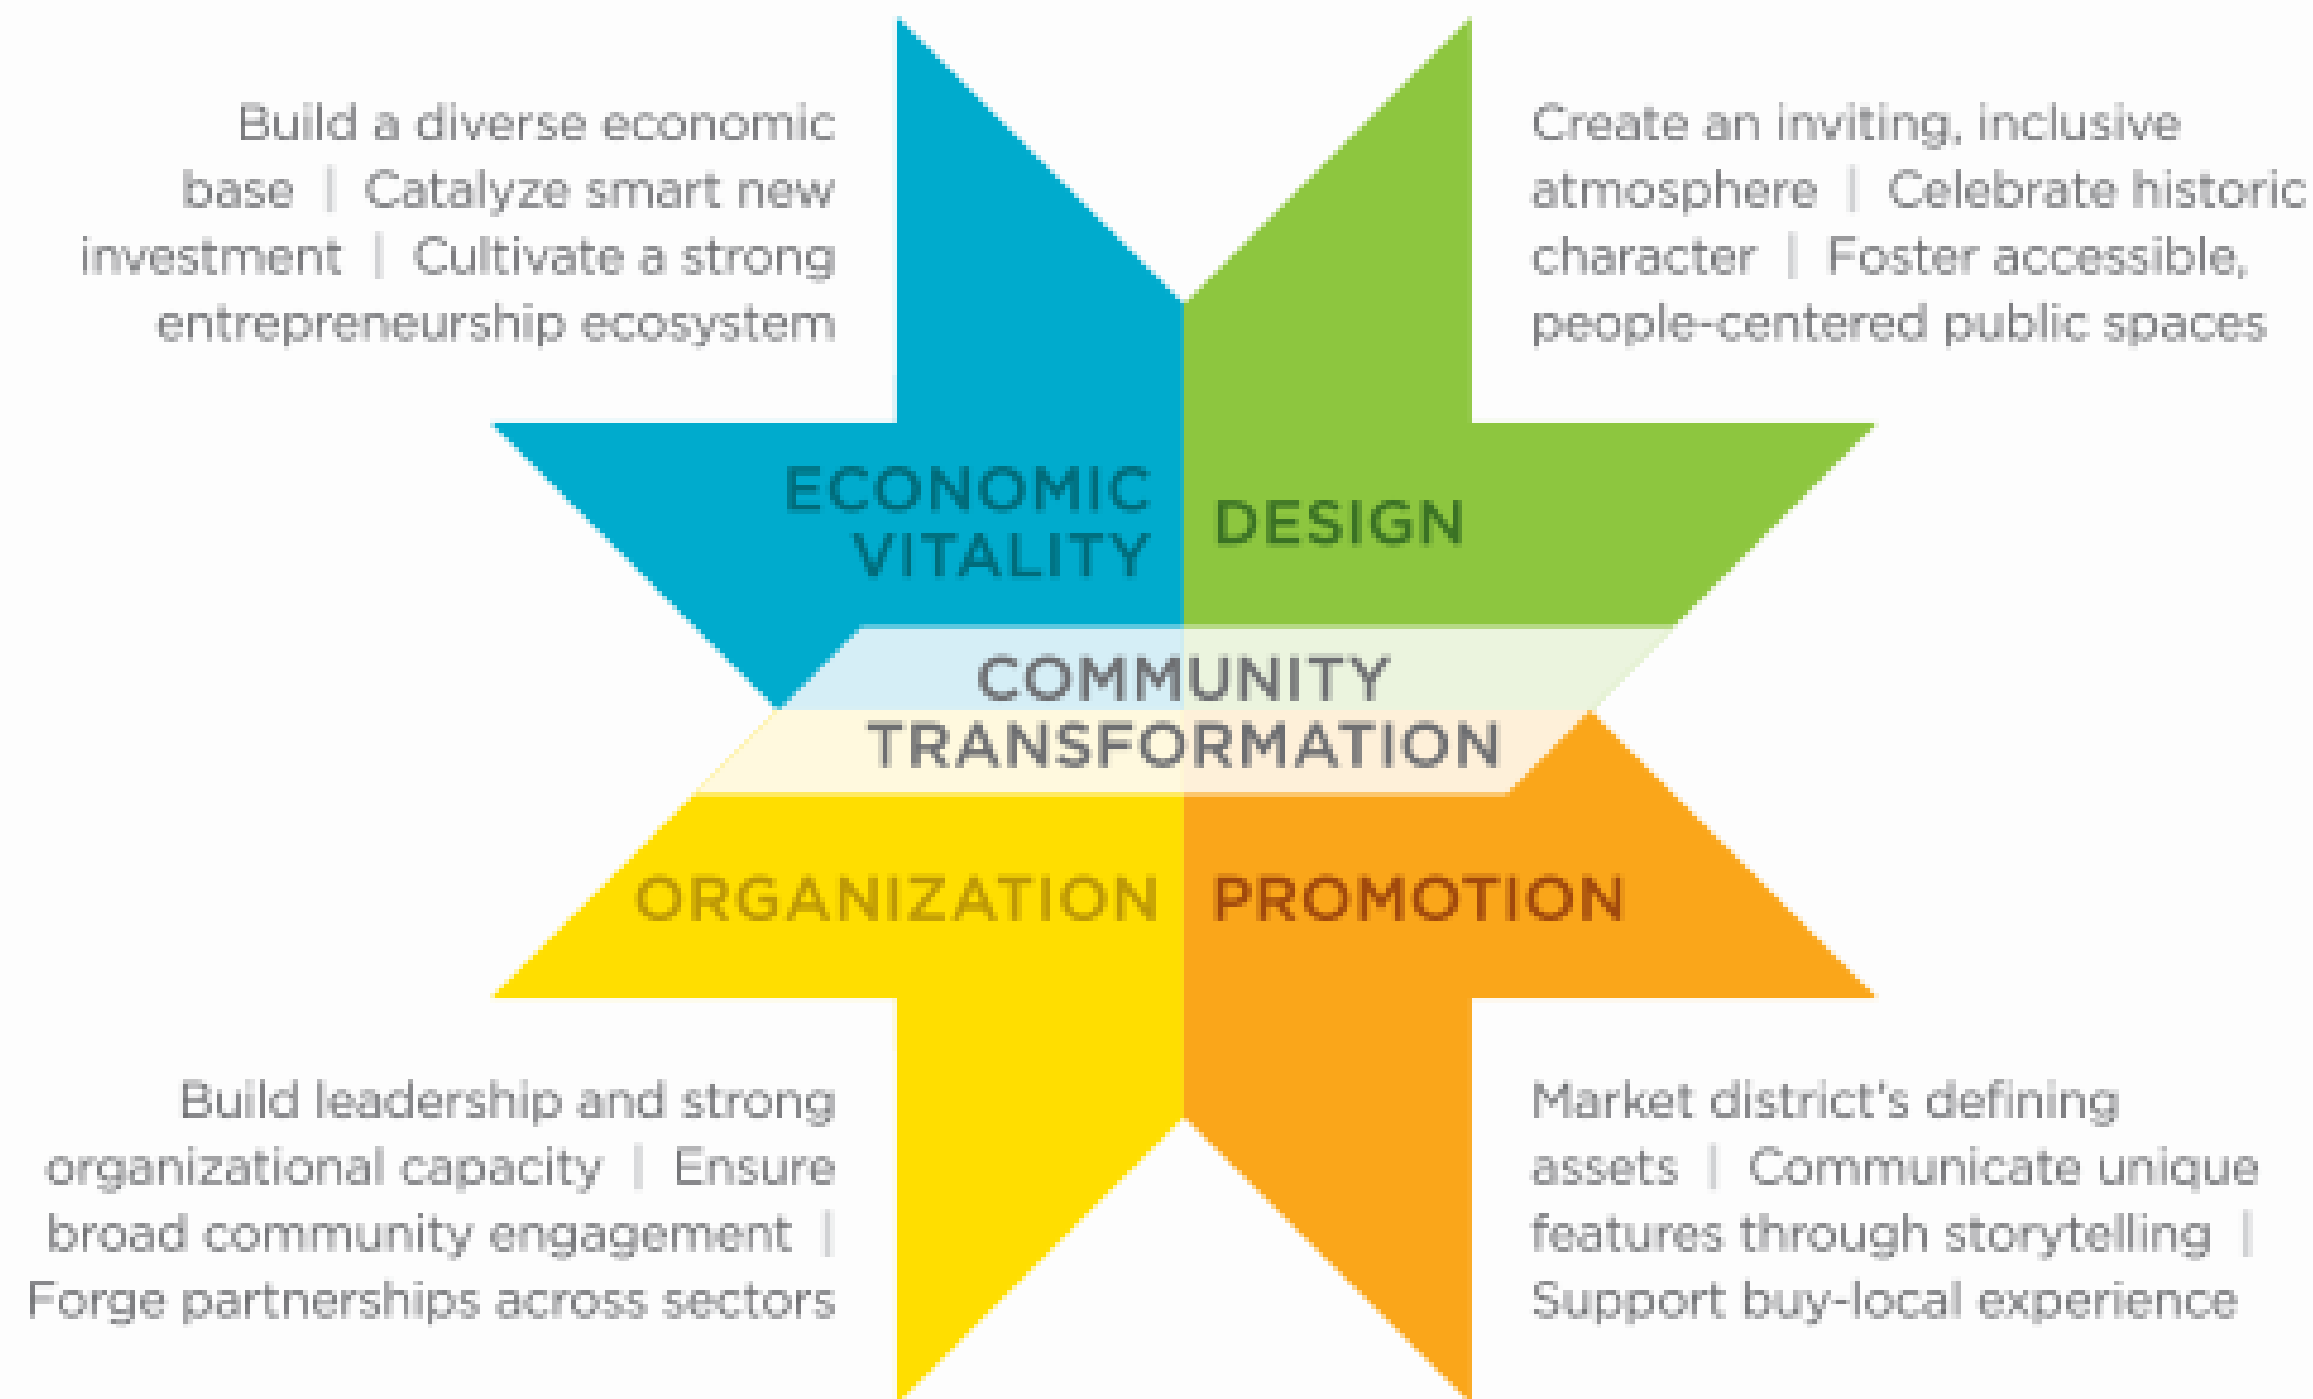 Build a diverse economic
base | Catalyze smart new
investment | Cultivate a strong
entrepreneurship ecosystem
Create an inviting, inclusive
atmosphere | Celebrate historic
character | Foster accessible,
people-centered public spaces
ECONOMIC
VITALITY
DESIGN
COMMUNITY
TRANSFORMATION
ORGANIZATION
PROMOTION
Build leadership and strong
organizational capacity | Ensure
broad community engagement |
Forge partnerships across sectors
Market district's defining
assets | Communicate unique
features through storytelling |
Support buy-local experience